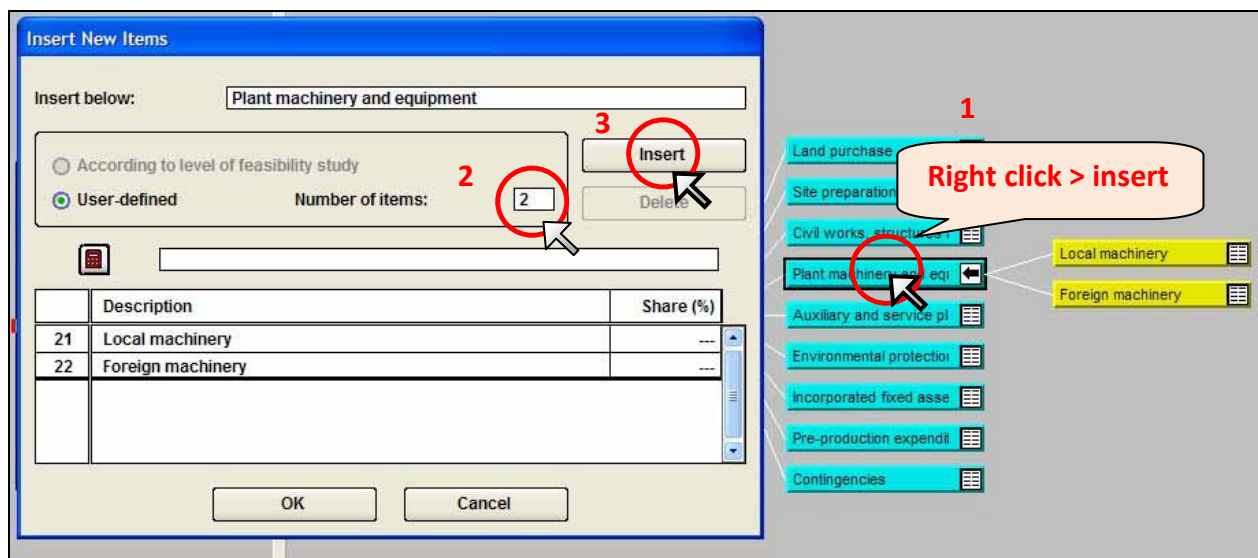 Insert New Items
Insert below: Plant machinery and equipment
According to level of feasibility study
User-defined Number of items: 2
3
2
Insert
Delete
Description Share (%)
21 Local machinery ---
22 Foreign machinery ---
OK Cancel
1
Right click > insert
Land purchase
Site preparation
Civil works, structures
Plant machinery and equ
Auxiliary and service pl
Environmental protection
Incorporated fixed asse
Pre-production expendit
Contingencies
Local machinery
Foreign machinery